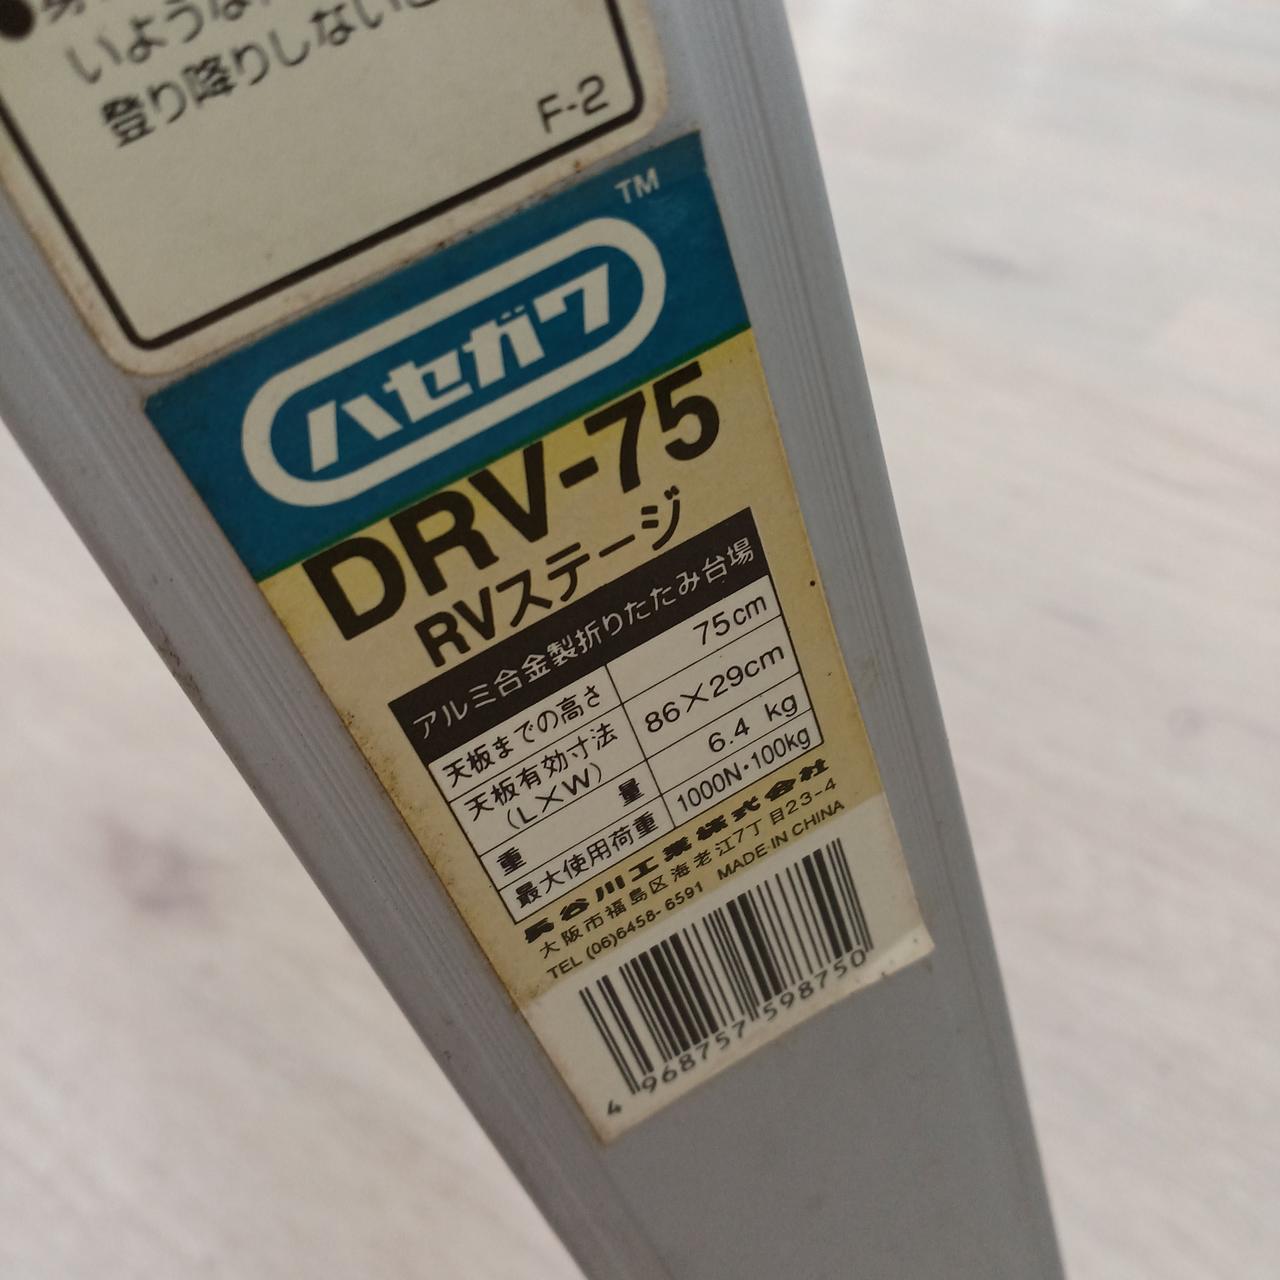 いような
登り降りしない
F-2
TM
ハセガワ
DRV-75
RVステージ
アルミ合金製折りたたみ台場
天板までの高さ 75cm
天板有効寸法 (L×W) 86×29cm
重量 6.4 kg
最大使用荷重 1000N・100kg
長谷川工業株式会社
大阪市福島区海老江7丁目23-4
TEL (06)6458-6591 MADE IN CHINA
4 968757 598750